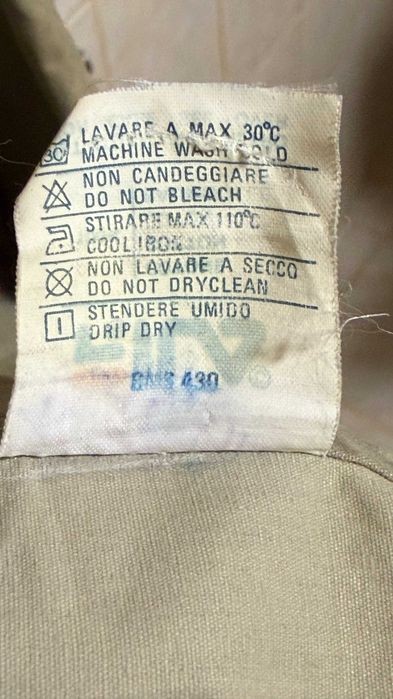 30
LAVARE A MAX 30°C
MACHINE WASH COLD
NON CANDEGGIARE
DO NOT BLEACH
STIRARE MAX 110°C
COOL IRON
NON LAVARE A SECCO
DO NOT DRYCLEAN
STENDERE UMIDO
DRIP DRY
430